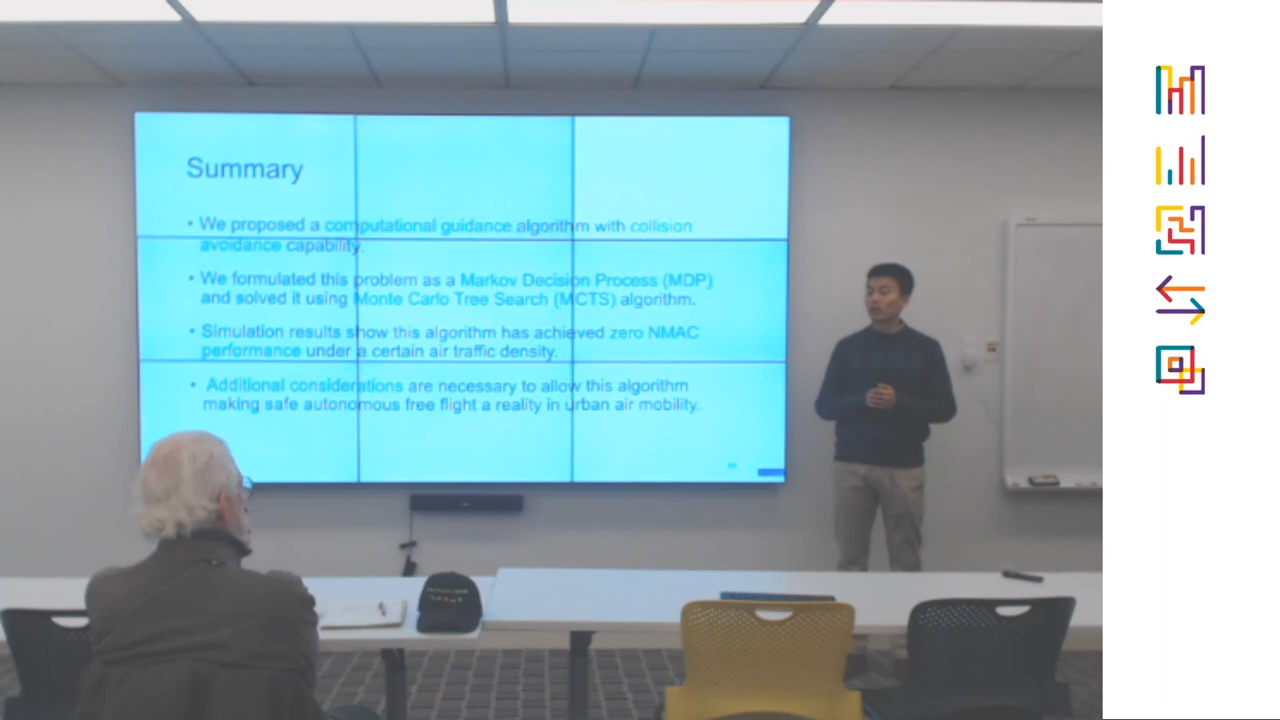 Summary
• We proposed a computational guidance algorithm with collision
avoidance capability.
• We formulated this problem as a Markov Decision Process (MDP)
and solved it using Monte Carlo Tree Search (MCTS) algorithm.
• Simulation results show this algorithm has achieved zero NMAC
performance under a certain air traffic density.
• Additional considerations are necessary to allow this algorithm
making safe autonomous free flight a reality in urban air mobility.